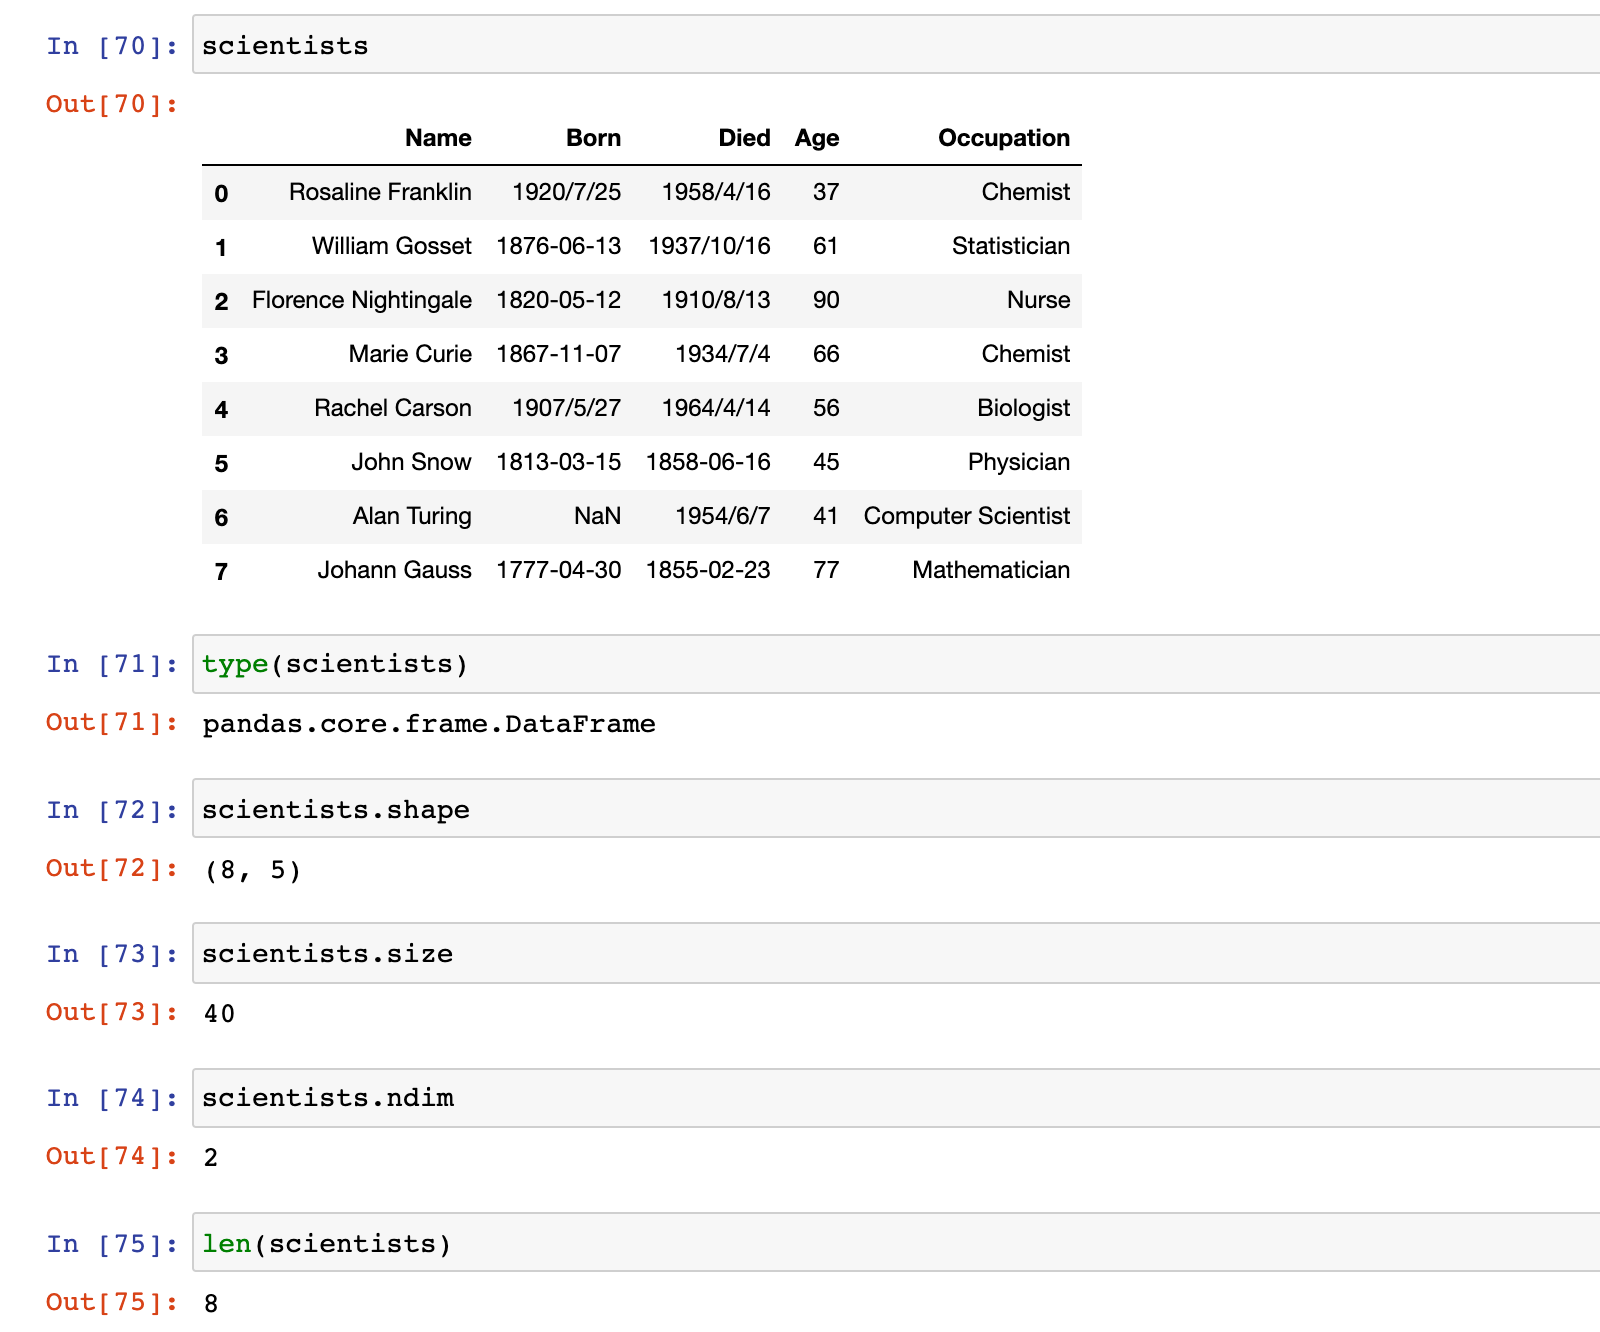 In [70]: scientists
Out[70]:
Name Born Died Age Occupation
0 Rosaline Franklin 1920/7/25 1958/4/16 37 Chemist
1 William Gosset 1876-06-13 1937/10/16 61 Statistician
2 Florence Nightingale 1820-05-12 1910/8/13 90 Nurse
3 Marie Curie 1867-11-07 1934/7/4 66 Chemist
4 Rachel Carson 1907/5/27 1964/4/14 56 Biologist
5 John Snow 1813-03-15 1858-06-16 45 Physician
6 Alan Turing NaN 1954/6/7 41 Computer Scientist
7 Johann Gauss 1777-04-30 1855-02-23 77 Mathematician
In [71]: type(scientists)
Out[71]: pandas.core.frame.DataFrame
In [72]: scientists.shape
Out[72]: (8, 5)
In [73]: scientists.size
Out[73]: 40
In [74]: scientists.ndim
Out[74]: 2
In [75]: len(scientists)
Out[75]: 8